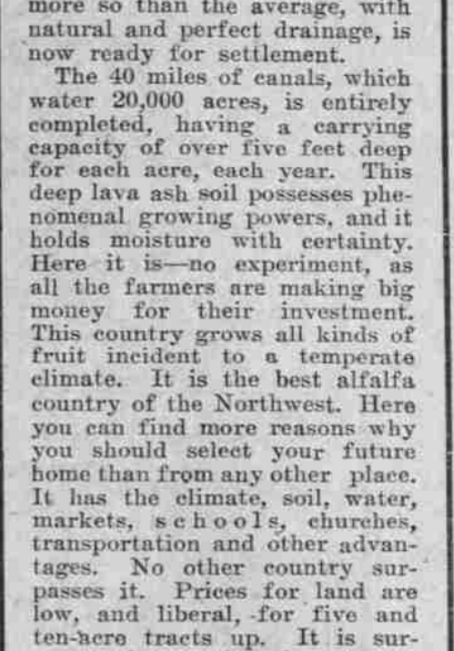 more so than the average, with
natural and perfect drainage, is
now ready for settlement.
The 40 miles of canals, which
water 20,000 acres, is entirely
completed, having a carrying
capacity of over five feet deep
for each acre, each year. This
deep lava ash soil possesses phe-
nomenal growing powers, and it
holds moisture with certainty.
Here it is—no experiment, as
all the farmers are making big
money for their investment.
This country grows all kinds of
fruit incident to a temperate
climate. It is the best alfalfa
country of the Northwest. Here
you can find more reasons why
you should select your future
home than from any other place.
It has the climate, soil, water,
markets, schools, churches,
transportation and other advan-
tages. No other country sur-
passes it. Prices for land are
low, and liberal, for five and
ten-acre tracts up. It is sur-